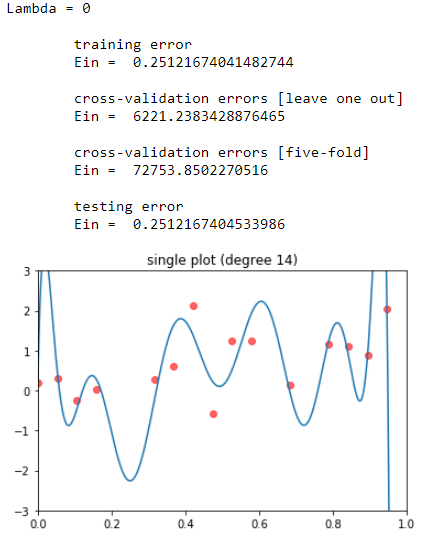 Lambda = 0
training error
Ein = 0.25121674041482744
cross-validation errors [leave one out]
Ein = 6221.2383428876465
cross-validation errors [five-fold]
Ein = 72753.8502270516
testing error
Ein = 0.2512167404533986
single plot (degree 14)
3
2
1
0
−1
−2
−3
0.0 0.2 0.4 0.6 0.8 1.0